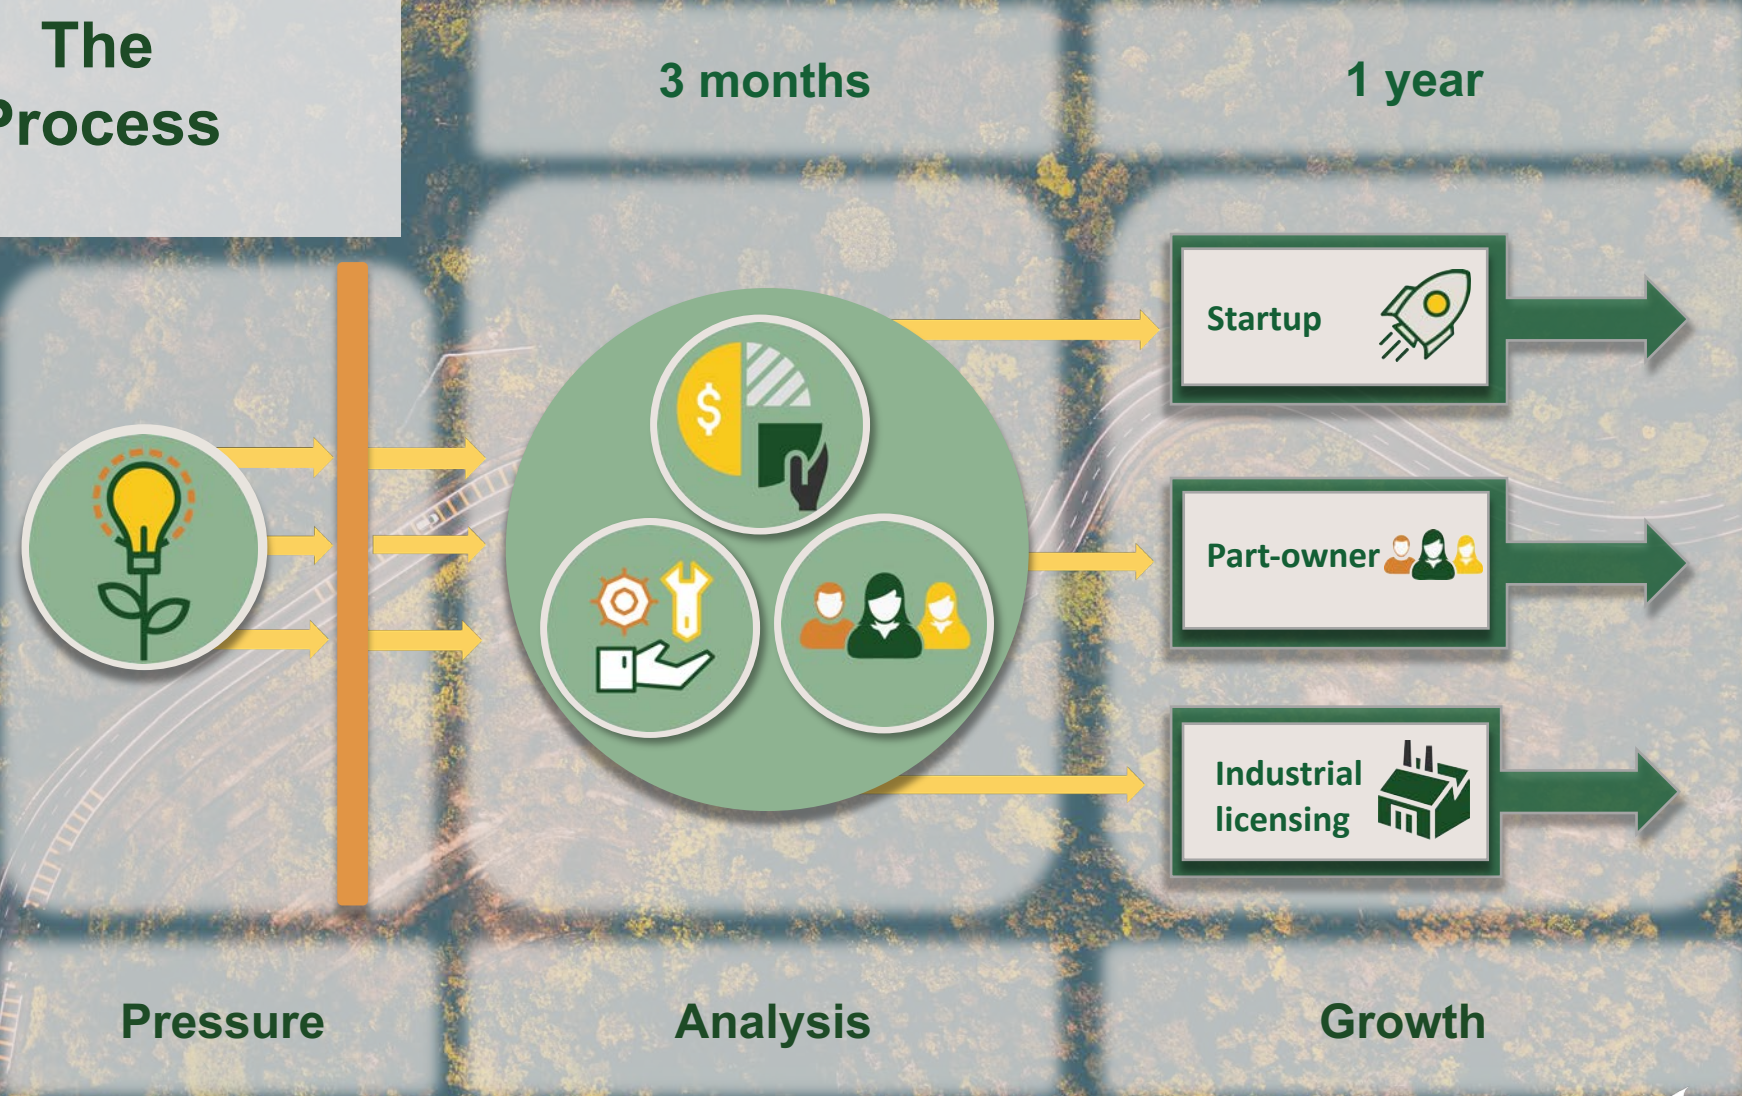 The
Process
3 months
1 year
$
Startup
Part-owner
Industrial
licensing
Pressure
Analysis
Growth